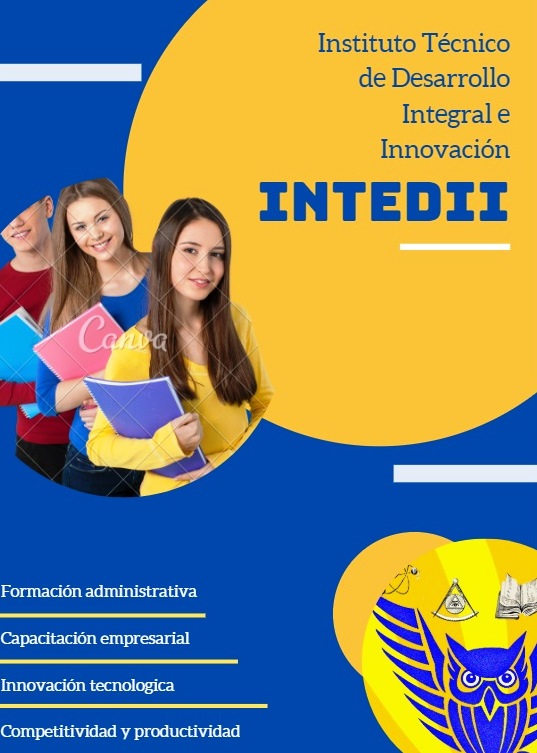 Instituto Técnico
de Desarrollo
Integral e
Innovación
INTEDII
Canva
Formación administrativa
Capacitación empresarial
Innovación tecnologica
Competitividad y productividad